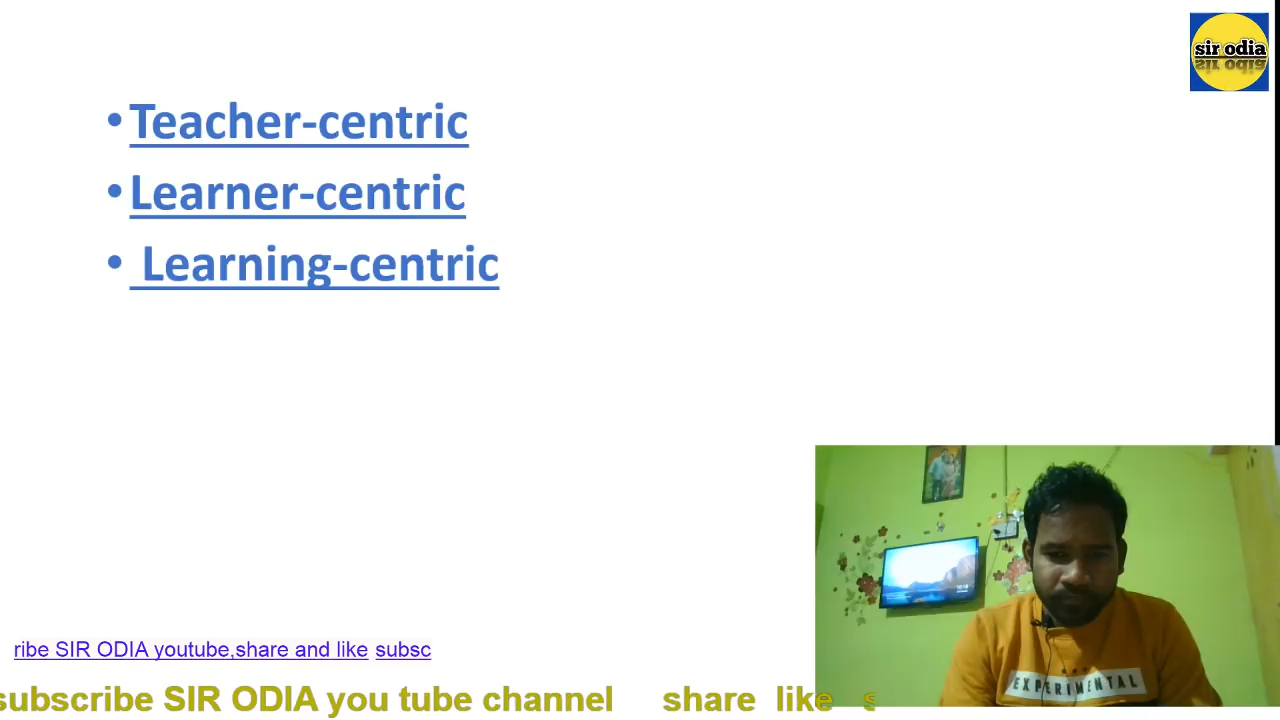 sir odia
• Teacher-centric
• Learner-centric
• Learning-centric
EXPERIMENTAL
ribe SIR ODIA youtube,share and like subsc
subscribe SIR ODIA you tube channel share like s